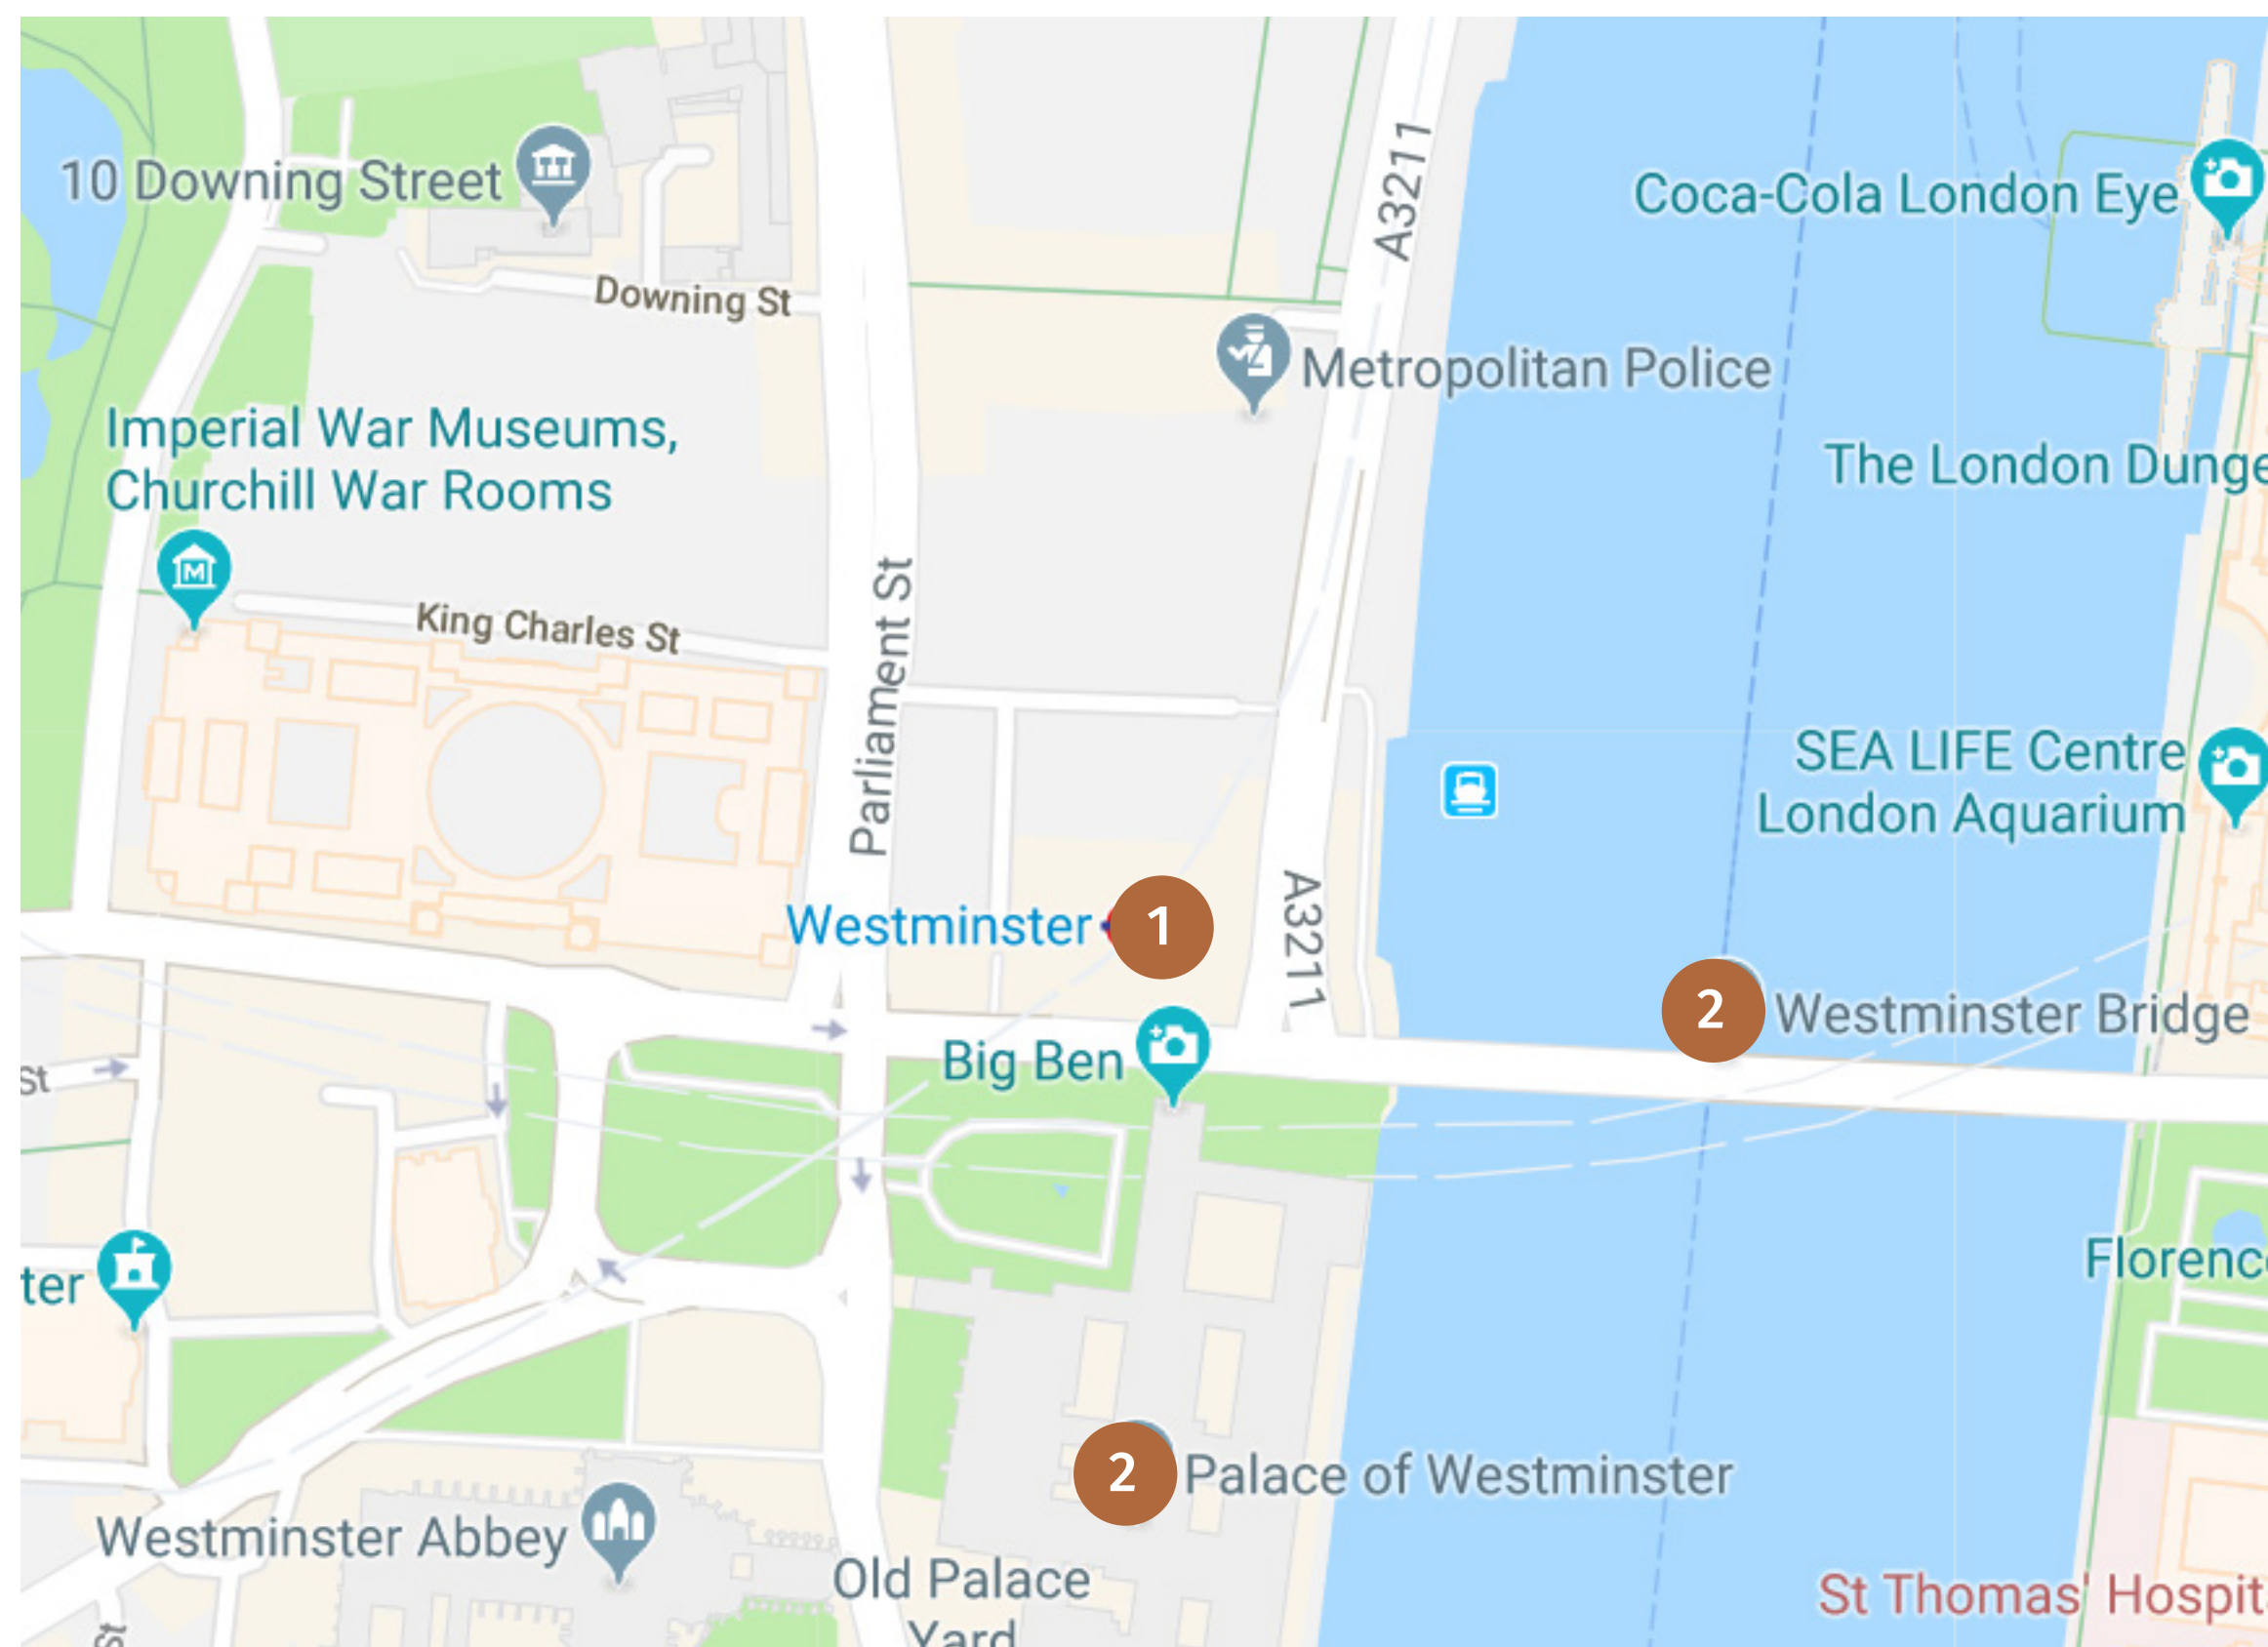 10 Downing Street
A3211
Coca-Cola London Eye
Downing St
Metropolitan Police
Imperial War Museums,
Churchill War Rooms
The London Dunge
King Charles St
Parliament St
SEA LIFE Centre
London Aquarium
Westminster
1
A3211
2
Westminster Bridge
Big Ben
St
ter
Florenc
2
Palace of Westminster
Westminster Abbey
Old Palace
Yard
St Thomas' Hospit
St